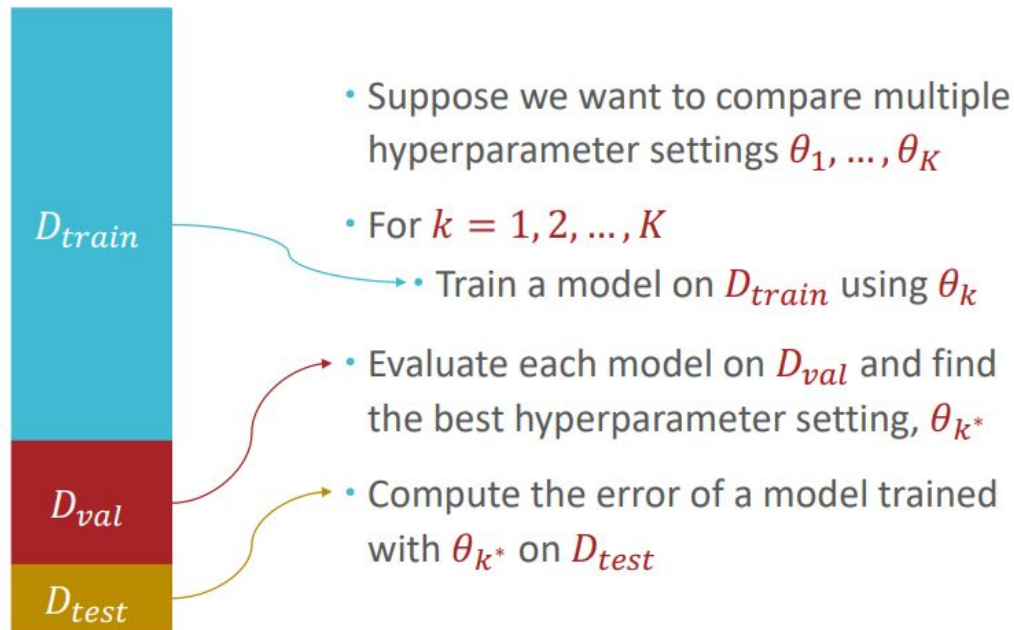 D_train
D_val
D_test
• Suppose we want to compare multiple
hyperparameter settings θ_1, … , θ_K
• For k = 1, 2, … , K
• Train a model on D_train using θ_k
• Evaluate each model on D_val and find
the best hyperparameter setting, θ_k*
• Compute the error of a model trained
with θ_k* on D_test